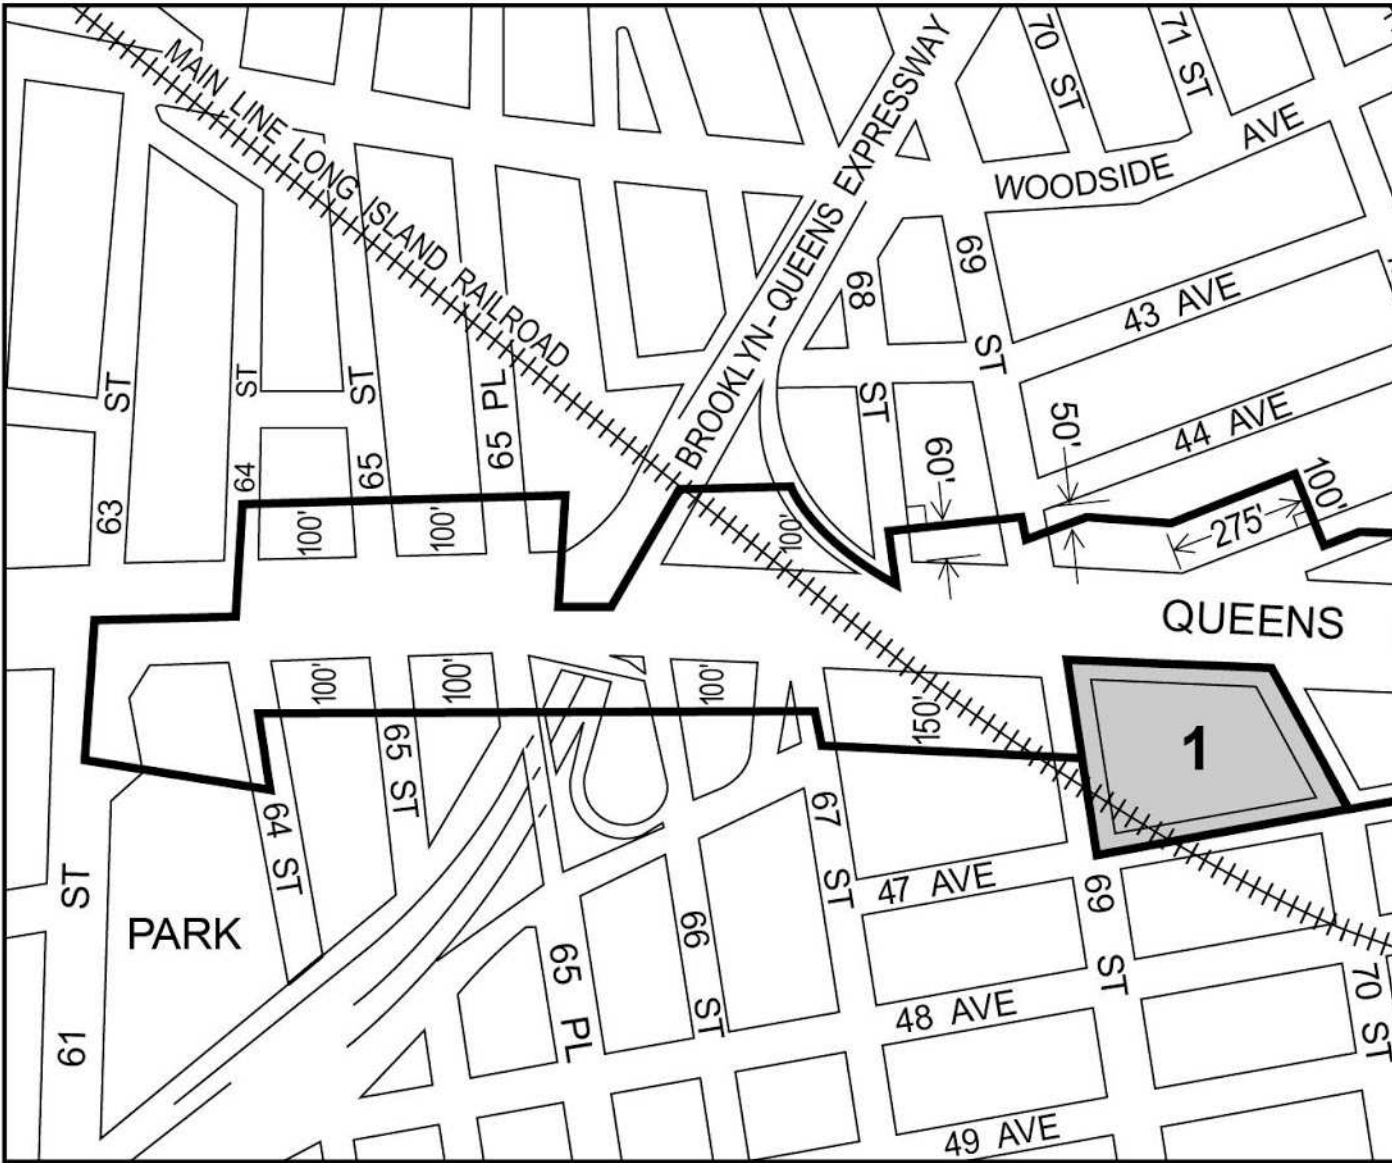 MAIN LINE LONG ISLAND RAILROAD
BROOKLYN-QUEENS EXPRESSWAY
70 ST
71 ST
WOODSIDE AVE
69 ST
68 ST
43 AVE
44 AVE
63 ST
64 ST
65 ST
65 PL
100'
100'
100'
60'
50'
275'
100'
QUEENS
100'
100'
100'
150'
1
65 ST
64 ST
67 ST
47 AVE
69 ST
61 ST
PARK
65 PL
66 ST
48 AVE
70 ST
49 AVE